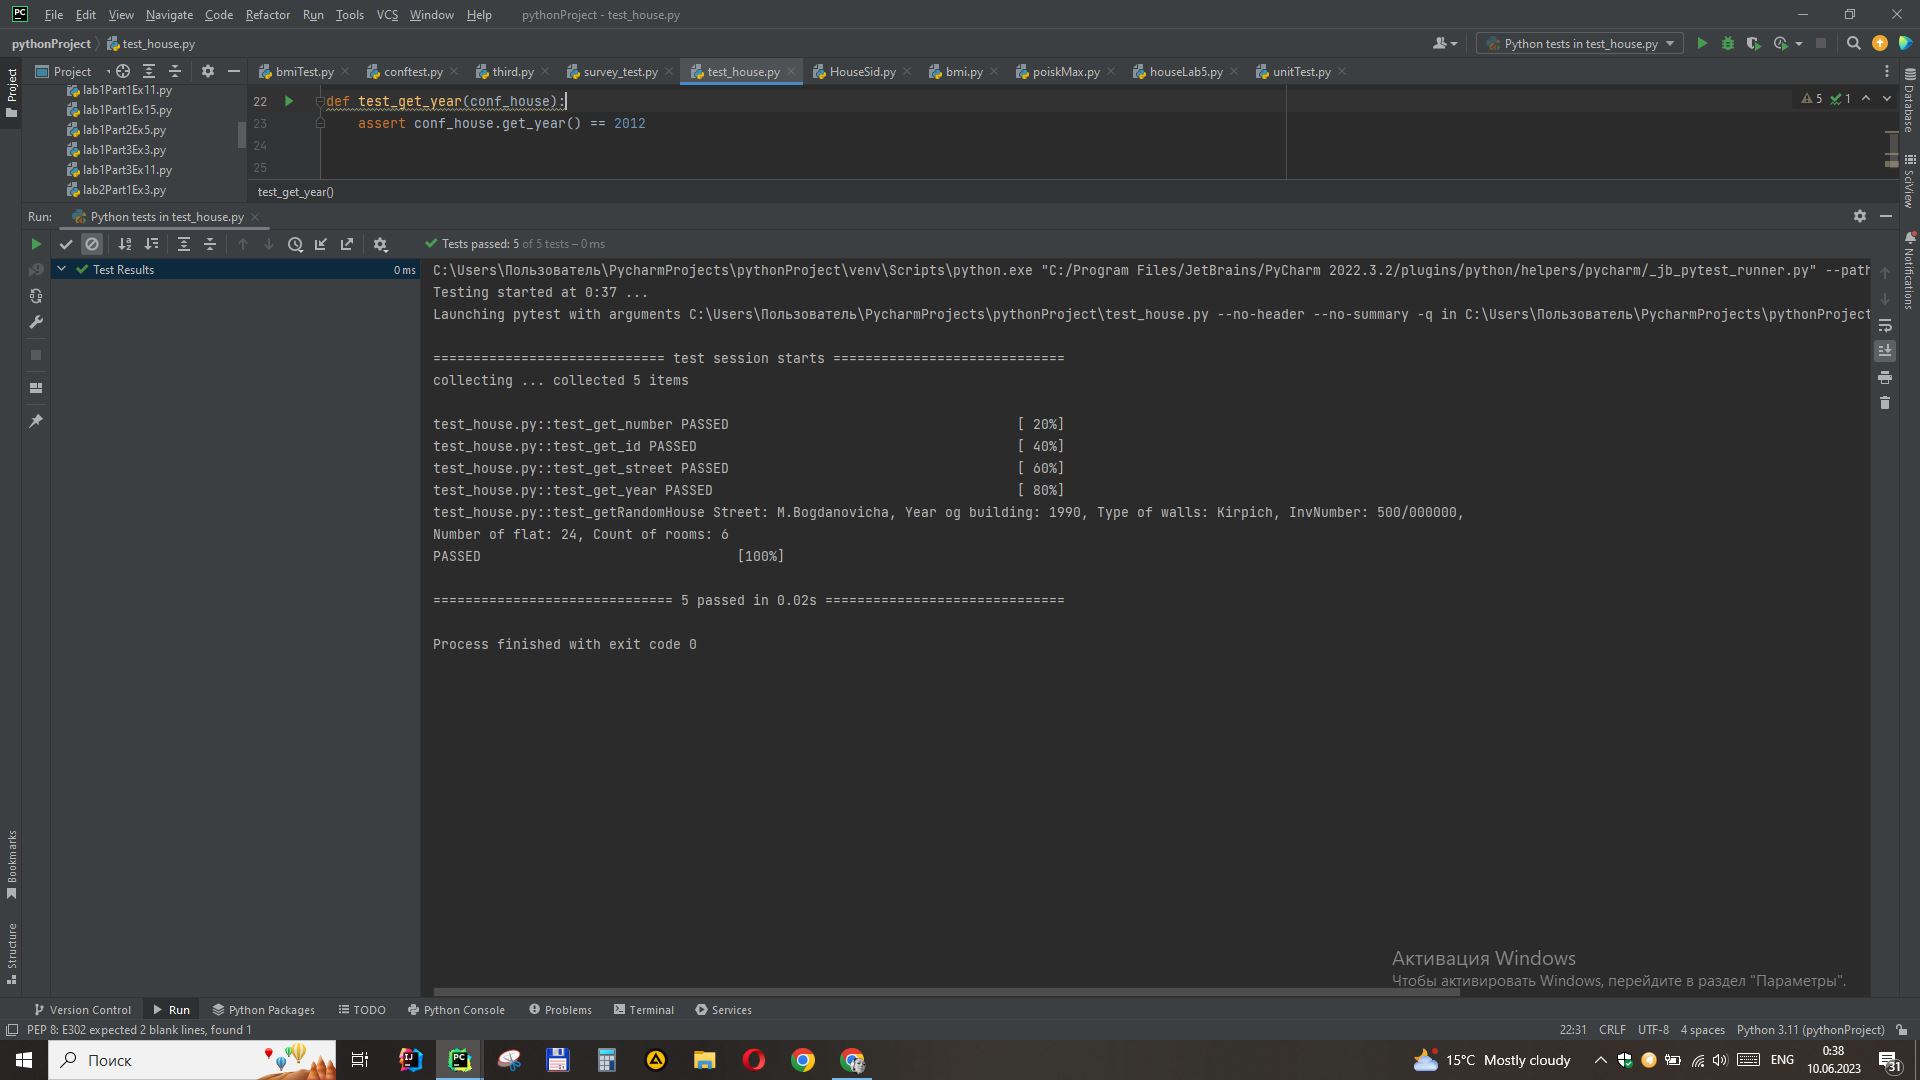 File Edit View Navigate Code Refactor Run Tools VCS Window Help pythonProject - test_house.py
pythonProject test_house.py Python tests in test_house.py
Project bmiTest.py conftest.py third.py survey_test.py test_house.py HouseSid.py bmi.py poiskMax.py houseLab5.py unitTest.py
Project
lab1Part1Ex11.py
lab1Part1Ex15.py
lab1Part2Ex5.py
lab1Part3Ex3.py
lab1Part3Ex11.py
lab2Part1Ex3.py
22 def test_get_year(conf_house): 5 1
23 assert conf_house.get_year() == 2012
24
25
test_get_year()
Database
SciView
Notifications
Run: Python tests in test_house.py
Tests passed: 5 of 5 tests – 0 ms
Test Results 0 ms
C:\Users\Пользователь\PycharmProjects\pythonProject\venv\Scripts\python.exe "C:/Program Files/JetBrains/PyCharm 2022.3.2/plugins/python/helpers/pycharm/_jb_pytest_runner.py" --path
Testing started at 0:37 ...
Launching pytest with arguments C:\Users\Пользователь\PycharmProjects\pythonProject\test_house.py --no-header --no-summary -q in C:\Users\Пользователь\PycharmProjects\pythonProject
============================= test session starts =============================
collecting ... collected 5 items
test_house.py::test_get_number PASSED [ 20%]
test_house.py::test_get_id PASSED [ 40%]
test_house.py::test_get_street PASSED [ 60%]
test_house.py::test_get_year PASSED [ 80%]
test_house.py::test_getRandomHouse Street: M.Bogdanovicha, Year og building: 1990, Type of walls: Kirpich, InvNumber: 500/000000,
Number of flat: 24, Count of rooms: 6
PASSED [100%]
============================== 5 passed in 0.02s ==============================
Process finished with exit code 0
Bookmarks
Structure
Активация Windows
Чтобы активировать Windows, перейдите в раздел "Параметры".
Version Control Run Python Packages TODO Python Console Problems Terminal Services
PEP 8: E302 expected 2 blank lines, found 1 22:31 CRLF UTF-8 4 spaces Python 3.11 (pythonProject)
Поиск 15°C Mostly cloudy ENG 0:38
10.06.2023 31